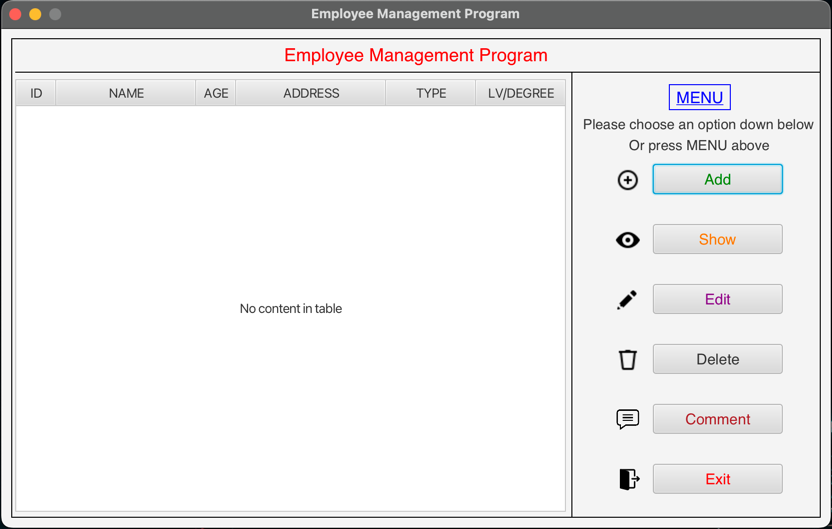 Employee Management Program
Employee Management Program
ID NAME AGE ADDRESS TYPE LV/DEGREE
No content in table
MENU
Please choose an option down below
Or press MENU above
Add
Show
Edit
Delete
Comment
Exit